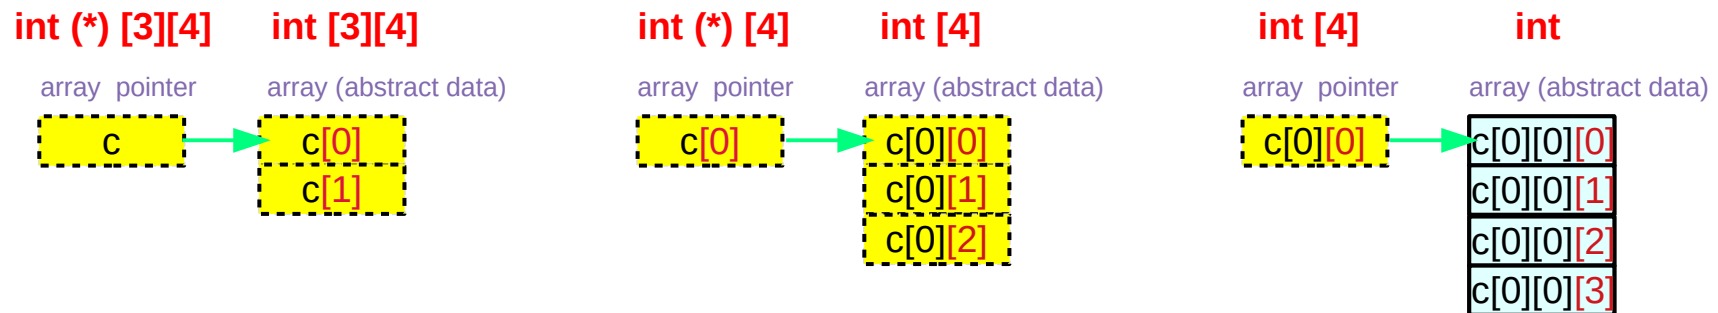 int (*) [3][4] int [3][4] int (*) [4] int [4] int [4] int
array pointer array (abstract data) array pointer array (abstract data) array pointer array (abstract data)
c c[0] c[0] c[0][0] c[0][0] c[0][0][0]
c[1] c[0][1] c[0][0][1]
c[0][2] c[0][0][2]
c[0][0][3]